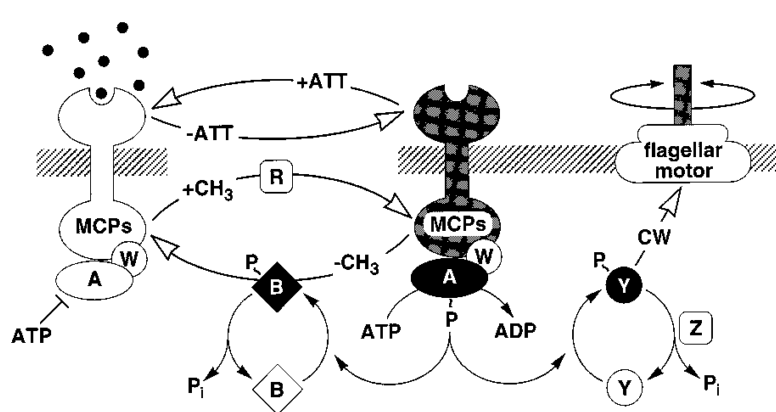 +ATT
-ATT
flagellar
motor
+CH3
R
MCPs
MCPs
W
A
W
A
CW
P
B
-CH3
P
Y
ATP
ATP
P
ADP
Z
Pi
B
Y
Pi